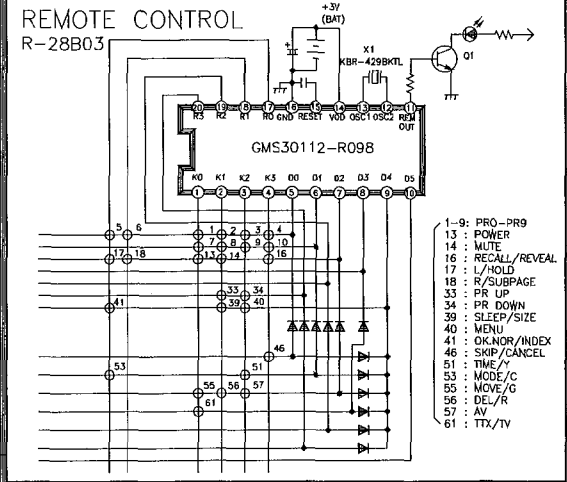 REMOTE CONTROL
R-28B03
+3V
(BAT)
X1
KBR-429BKTL
Q1
20 19 18 17 16 15 14 13 12 11
R3 R2 R1 R0 GND RESET VDD OSC1 OSC2 REM OUT
GMS30112-R098
K0 K1 K2 K3 D0 D1 D2 D3 D4 D5
1 2 3 4 5 6 7 8 9 10
5 6 1 2 3 4
7 8 9 10
17 18 13 14 16
33 34
41 39 40
46
53 51
55 56 57
61
1-9: PRO-PR9
13 : POWER
14 : MUTE
16 : RECALL/REVEAL
17 : L/HOLD
18 : R/SUBPAGE
33 : PR UP
34 : PR DOWN
39 : SLEEP/SIZE
40 : MENU
41 : OK.NOR/INDEX
46 : SKIP/CANCEL
51 : TIME/Y
53 : MODE/C
55 : MOVE/G
56 : DEL/R
57 : AV
61 : TTX/TV